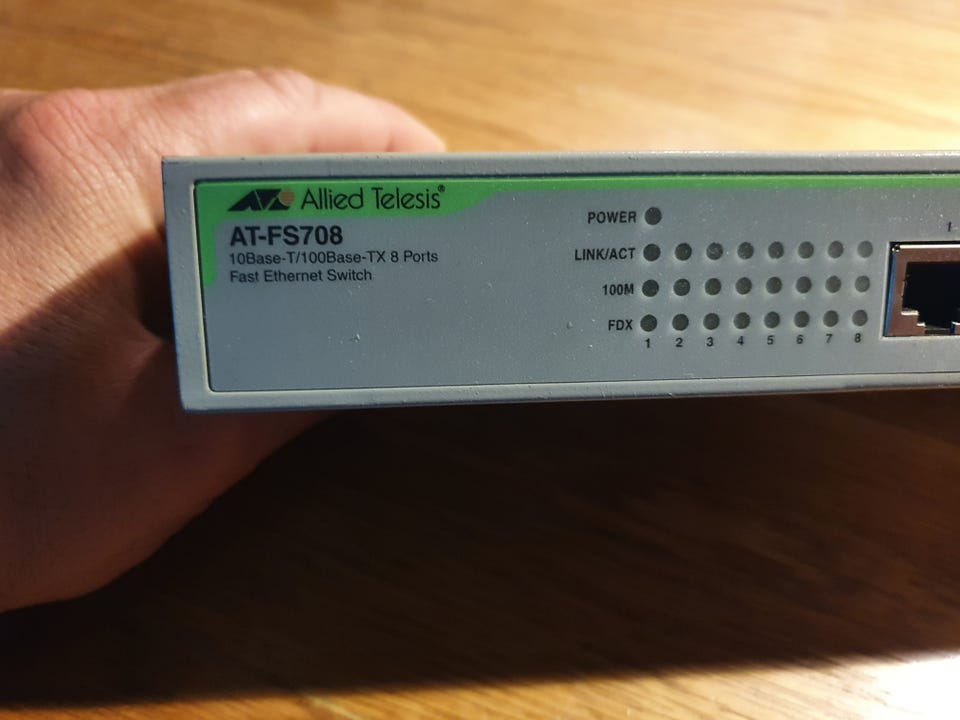 Allied Telesis®
AT-FS708
10Base-T/100Base-TX 8 Ports
Fast Ethernet Switch
POWER
LINK/ACT
100M
FDX
1 2 3 4 5 6 7 8
1